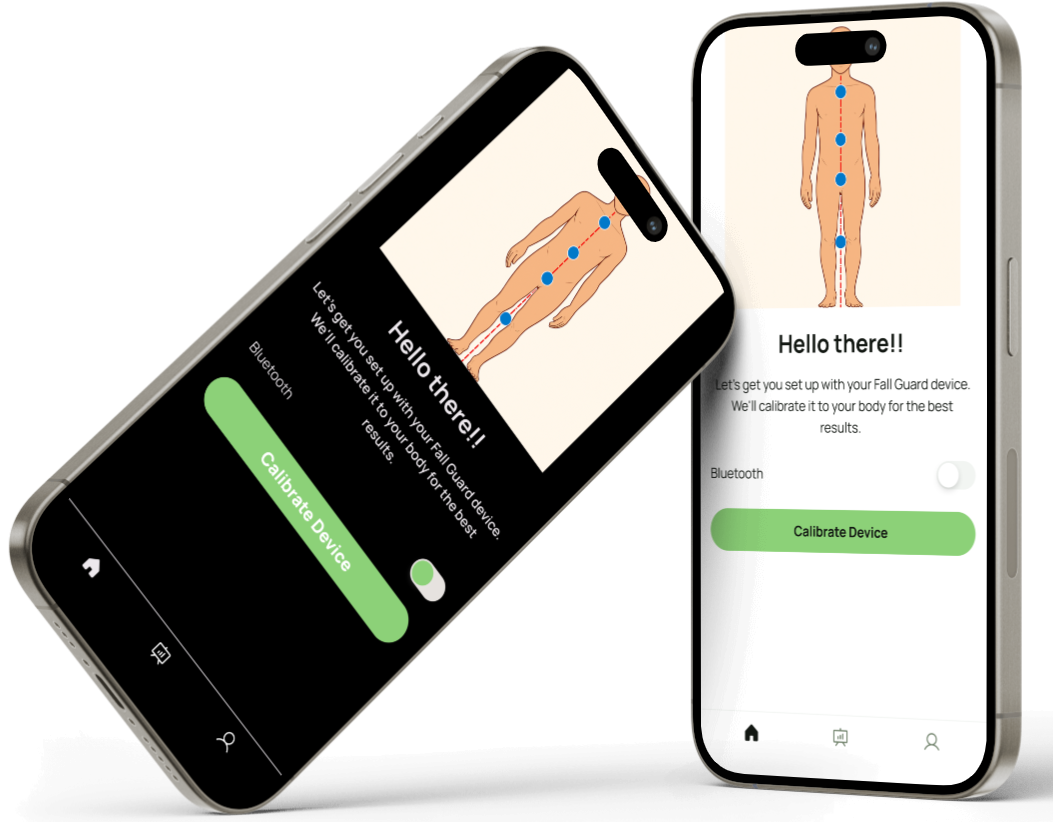 Hello there!!
Let's get you set up with your Fall Guard device.
We'll calibrate it to your body for the best
results.
Bluetooth
Calibrate Device
Hello there!!
Let's get you set up with your Fall Guard device.
We'll calibrate it to your body for the best
results.
Bluetooth
Calibrate Device